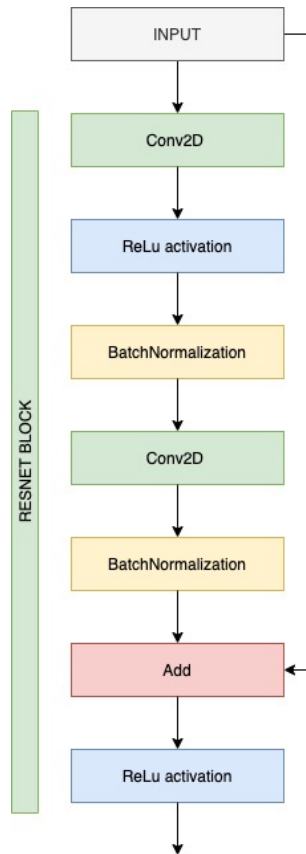 INPUT
Conv2D
ReLu activation
BatchNormalization
Conv2D
BatchNormalization
Add
ReLu activation
RESNET BLOCK